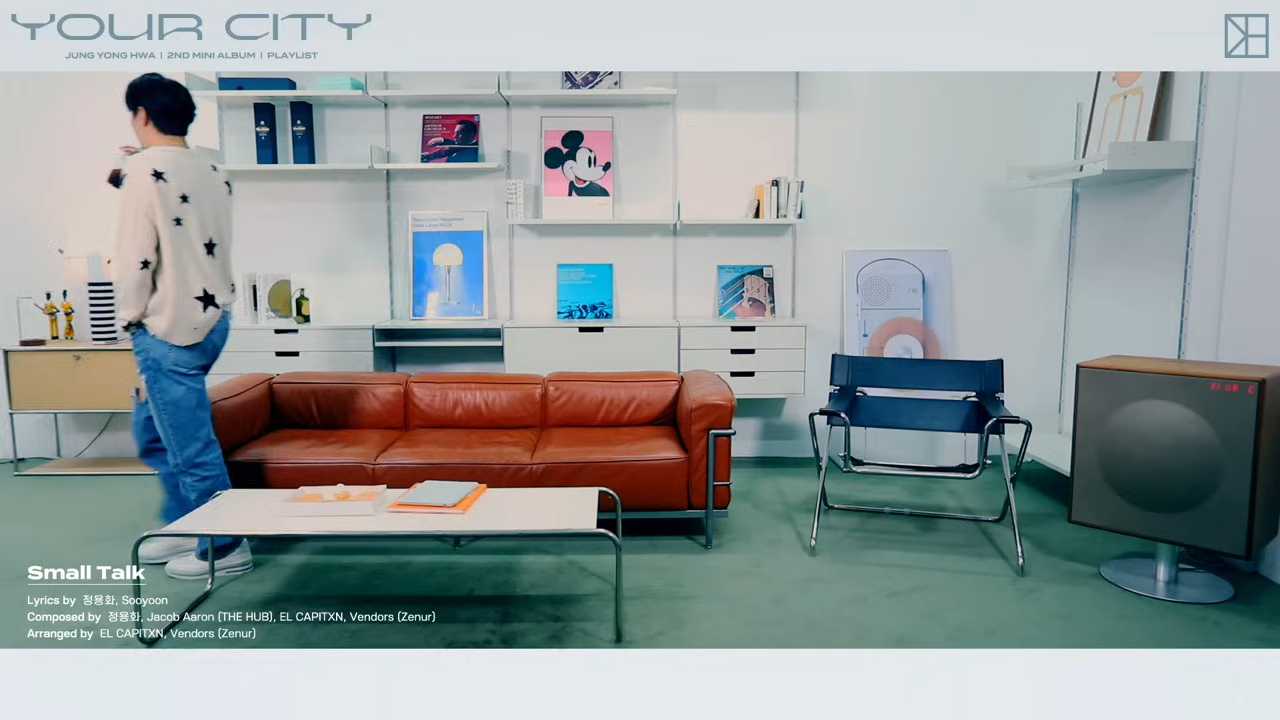 YOUR CITY
JUNG YONG HWA | 2ND MINI ALBUM | PLAYLIST
Small Talk
Lyrics by 정용화, Sooyoon
Composed by 정용화, Jacob Aaron (THE HUB), EL CAPITXN, Vendors (Zenur)
Arranged by EL CAPITXN, Vendors (Zenur)